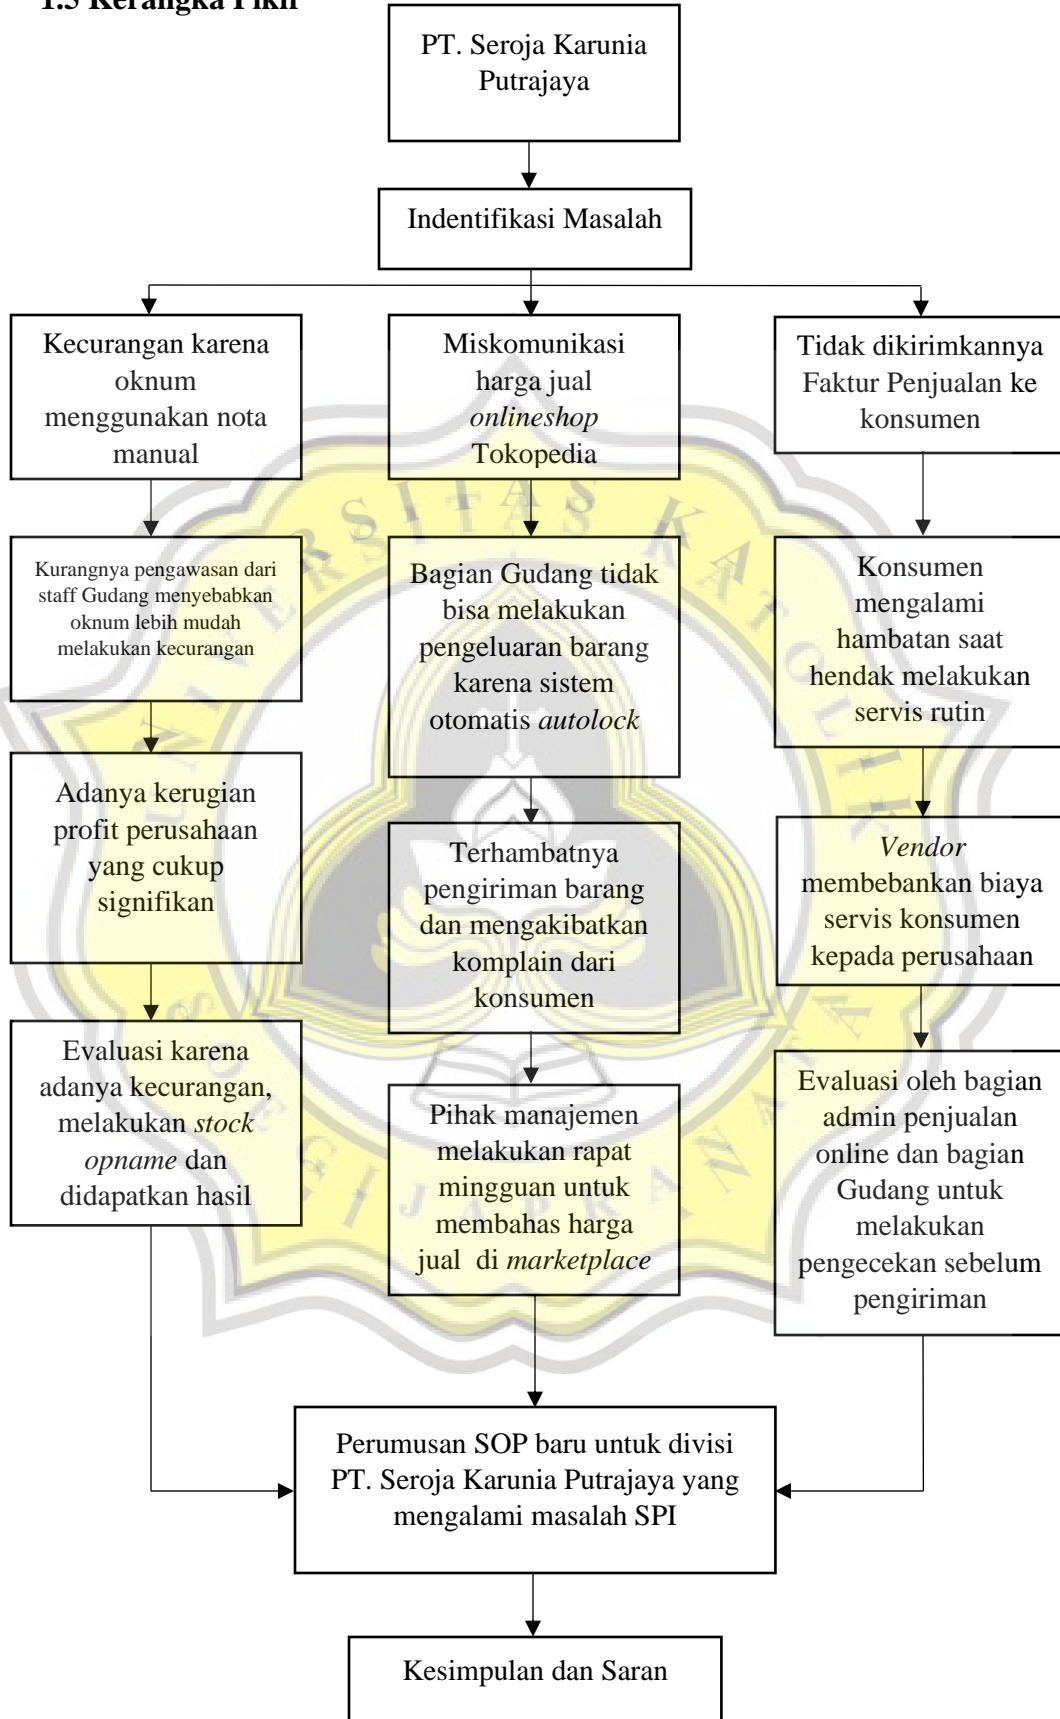 1.5 Kerangka Pikir
PT. Seroja Karunia
Putrajaya
Indentifikasi Masalah
Kecurangan karena
oknum
menggunakan nota
manual
Miskomunikasi
harga jual
onlineshop
Tokopedia
Tidak dikirimkannya
Faktur Penjualan ke
konsumen
Kurangnya pengawasan dari
staff Gudang menyebabkan
oknum lebih mudah
melakukan kecurangan
Bagian Gudang tidak
bisa melakukan
pengeluaran barang
karena sistem
otomatis autolock
Konsumen
mengalami
hambatan saat
hendak melakukan
servis rutin
Adanya kerugian
profit perusahaan
yang cukup
signifikan
Terhambatnya
pengiriman barang
dan mengakibatkan
komplain dari
konsumen
Vendor
membebankan biaya
servis konsumen
kepada perusahaan
Evaluasi karena
adanya kecurangan,
melakukan stock
opname dan
didapatkan hasil
Pihak manajemen
melakukan rapat
mingguan untuk
membahas harga
jual di marketplace
Evaluasi oleh bagian
admin penjualan
online dan bagian
Gudang untuk
melakukan
pengecekan sebelum
pengiriman
Perumusan SOP baru untuk divisi
PT. Seroja Karunia Putrajaya yang
mengalami masalah SPI
Kesimpulan dan Saran
UNIVERSITAS KATOLIK
SOEGIJAPRANATA